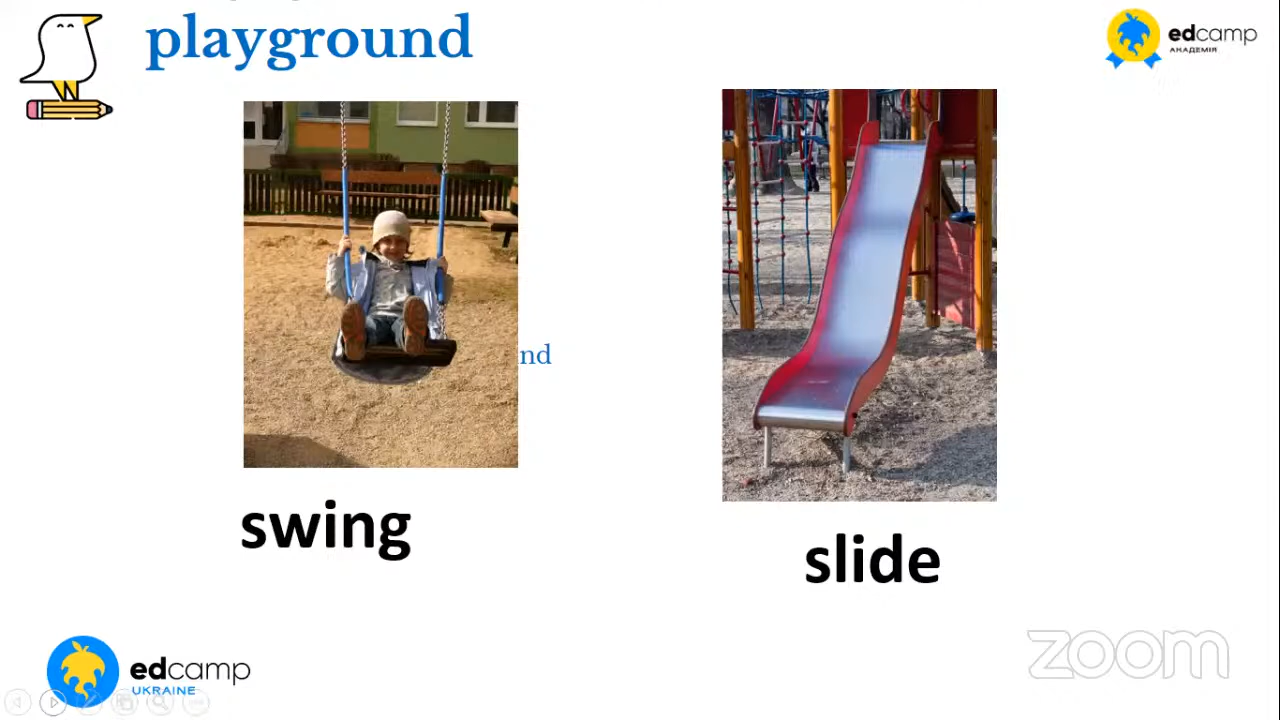 playground
edcamp
АКАДЕМІЯ
nd
swing
slide
edcamp
UKRAINE
zoom